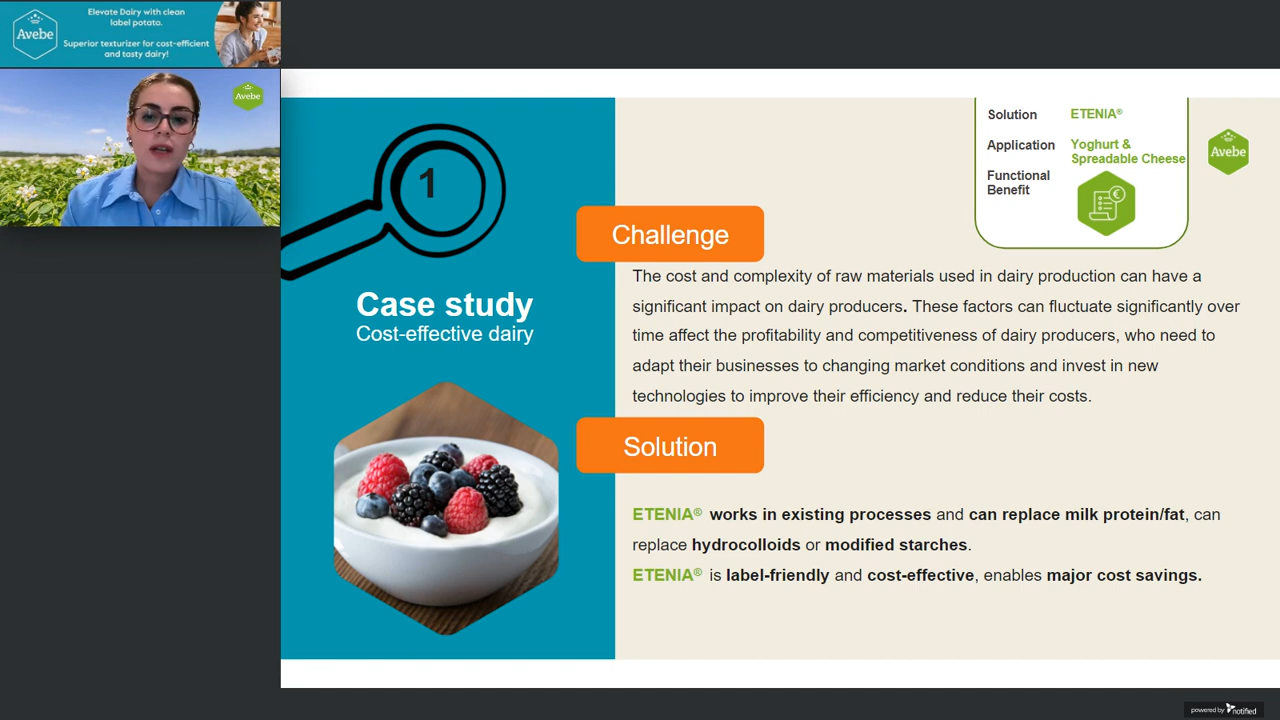 Elevate Dairy with clean
label potato.
Avebe
Superior texturizer for cost-efficient
and tasty dairy!
Avebe
1
Case study
Cost-effective dairy
Solution ETENIA®
Application Yoghurt &
Spreadable Cheese
Functional
Benefit
€
Avebe
Challenge
The cost and complexity of raw materials used in dairy production can have a
significant impact on dairy producers. These factors can fluctuate significantly over
time affect the profitability and competitiveness of dairy producers, who need to
adapt their businesses to changing market conditions and invest in new
technologies to improve their efficiency and reduce their costs.
Solution
ETENIA® works in existing processes and can replace milk protein/fat, can
replace hydrocolloids or modified starches.
ETENIA® is label-friendly and cost-effective, enables major cost savings.
powered by notified